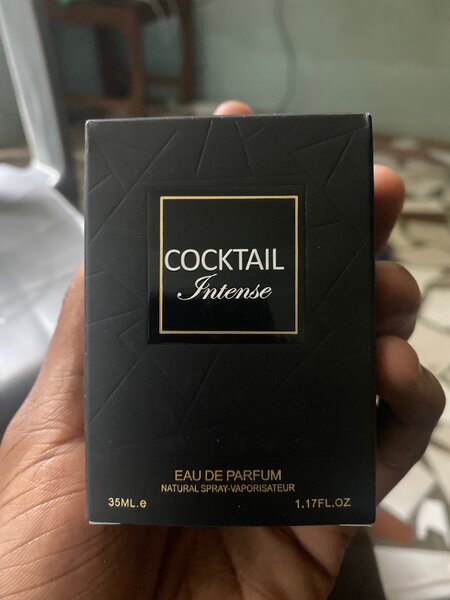 COCKTAIL
Intense
EAU DE PARFUM
NATURAL SPRAY-VAPORISATEUR
35ML.e 1.17FL.OZ